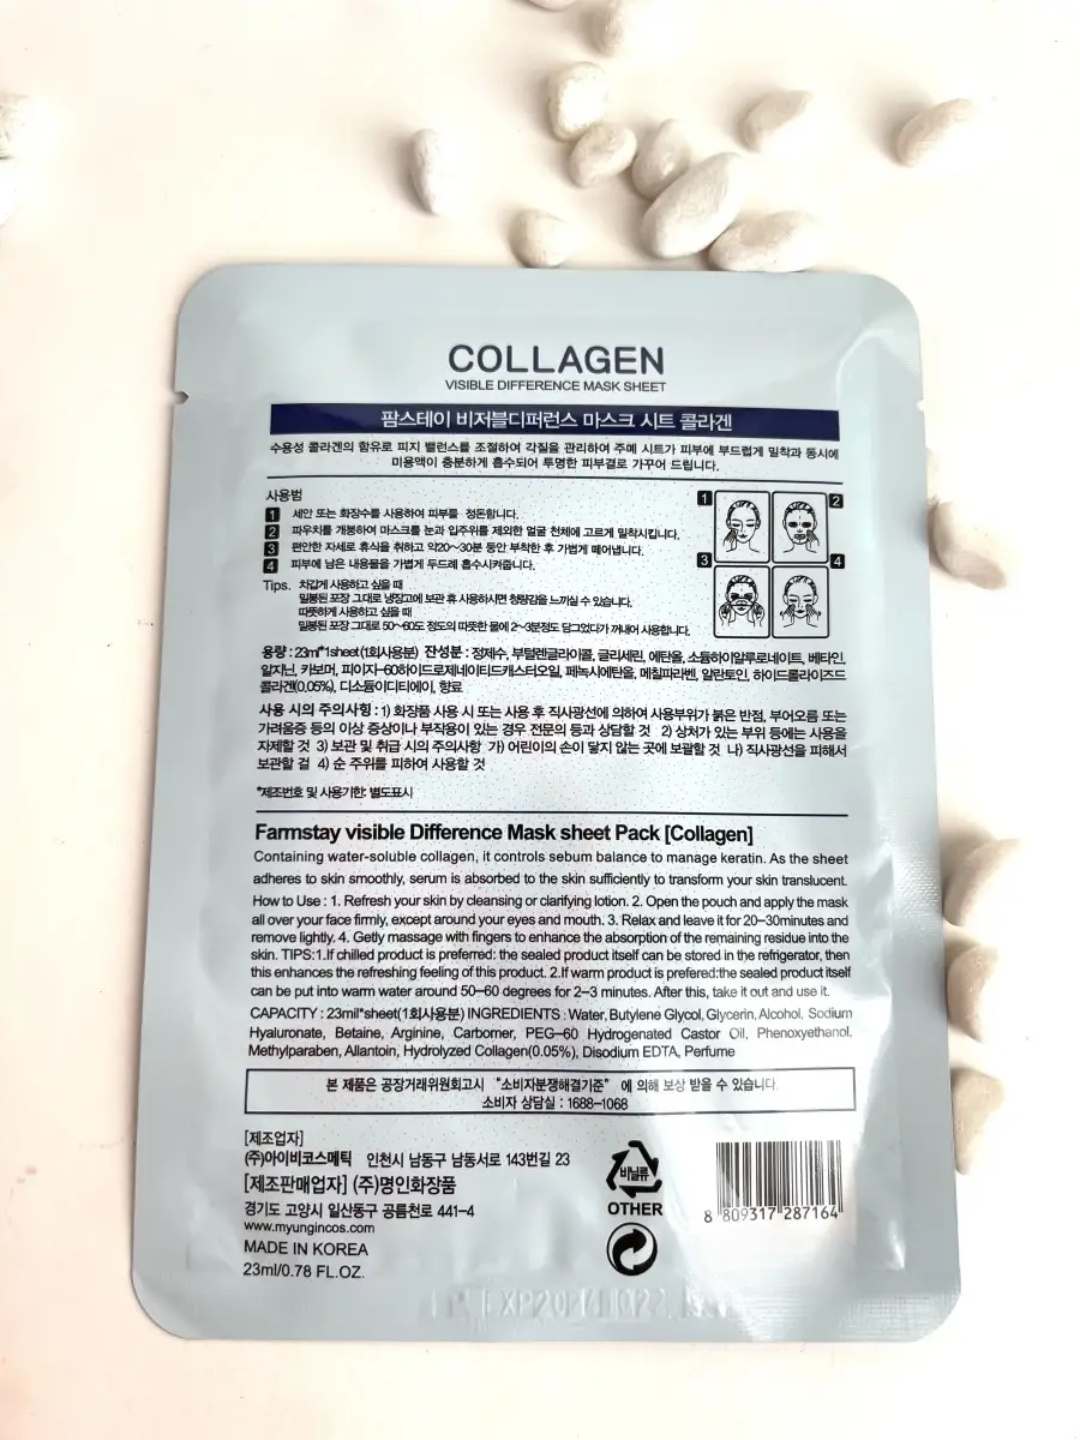 COLLAGEN
VISIBLE DIFFERENCE MASK SHEET
팜스테이 비저블디퍼런스 마스크 시트 콜라겐
수용성 콜라겐의 함유로 피지 밸런스를 조절하여 각질을 관리하여 주메 시트가 피부에 부드럽게 밀착과 동시에
미용액이 충분하게 흡수되어 투명한 피부결로 가꾸어 드립니다.
사용법
1 세안 또는 화장수를 사용하여 피부를 정돈합니다.
2 파우치를 개봉하여 마스크를 눈과 입주위를 제외한 얼굴 천체에 고르게 밀착시킵니다.
3 편안한 자세로 휴식을 취하고 약20~30분 동안 부착한 후 가볍게 떼어냅니다.
4 피부에 남은 내용물을 가볍게 두드레 흡수시켜줍니다.
1 2
3 4
Tips. 차갑게 사용하고 싶을 때
밀봉된 포장 그대로 냉장고에 보관 휴 사용하시면 청량감을 느끼실 수 있습니다.
따뜻하게 사용하고 싶을 때
밀봉된 포장 그대로 50~60도 정도의 따뜻한 물에 2~3분정도 담그었다가 꺼내어 사용합니다.
용량 : 23ml*1sheet(1회사용분) 잔성분 : 정제수, 부틸렌글라이콜, 글리세린, 에탄올, 소듐하이알루로네이트, 베타인,
알지닌, 카보머, 피이지-60하이드로제네이티드캐스터오일, 페녹시에탄올, 메칠파라벤, 알란토인, 하이드롤라이즈드
콜라겐(0.05%), 디소듐이디티에이, 향료
사용 시의 주의사항 : 1) 화장품 사용 시 또는 사용 후 직사광선에 의하여 사용부위가 붉은 반점, 부어오름 또는
가려움증 등의 이상 증상이나 부작용이 있는 경우 전문의 등과 상담할 것 2) 상처가 있는 부위 등에는 사용을
자제할 것 3) 보관 및 취급 시의 주의사항 가) 어린이의 손이 닿지 않는 곳에 보괄할 것 나) 직사광선을 피해서
보관할 걸 4) 순 주위를 피하여 사용할 것
*제조번호 및 사용기한: 별도표시
Farmstay visible Difference Mask sheet Pack [Collagen]
Containing water-soluble collagen, it controls sebum balance to manage keratin. As the sheet
adheres to skin smoothly, serum is absorbed to the skin sufficiently to transform your skin translucent.
How to Use : 1. Refresh your skin by cleansing or clarifying lotion. 2. Open the pouch and apply the mask
all over your face firmly, except around your eyes and mouth. 3. Relax and leave it for 20-30minutes and
remove lightly. 4. Getly massage with fingers to enhance the absorption of the remaining residue into the
skin. TIPS:1.If chilled product is preferred: the sealed product itself can be stored in the refrigerator, then
this enhances the refreshing feeling of this product. 2.If warm product is prefered:the sealed product itself
can be put into warm water around 50-60 degrees for 2-3 minutes. After this, take it out and use it.
CAPACITY : 23mil*sheet(1회사용분) INGREDIENTS : Water, Butylene Glycol, Glycerin, Alcohol, Sodium
Hyaluronate, Betaine, Arginine, Carbomer, PEG-60 Hydrogenated Castor Oil, Phenoxyethanol,
Methylparaben, Allantoin, Hydrolyzed Collagen(0.05%), Disodium EDTA, Perfume
본 제품은 공장거래위원회고시 "소비자분쟁해결기준" 에 의해 보상 받을 수 있습니다.
소비자 상담실 : 1688-1068
[제조업자]
(주)아이비코스메틱 인천시 남동구 남동서로 143번길 23
[제조판매업자] (주)명인화장품
경기도 고양시 일산동구 공릉천로 441-4
www.myungincos.com
MADE IN KOREA
23ml/0.78 FL.OZ.
비닐류
OTHER
8 809317 287164